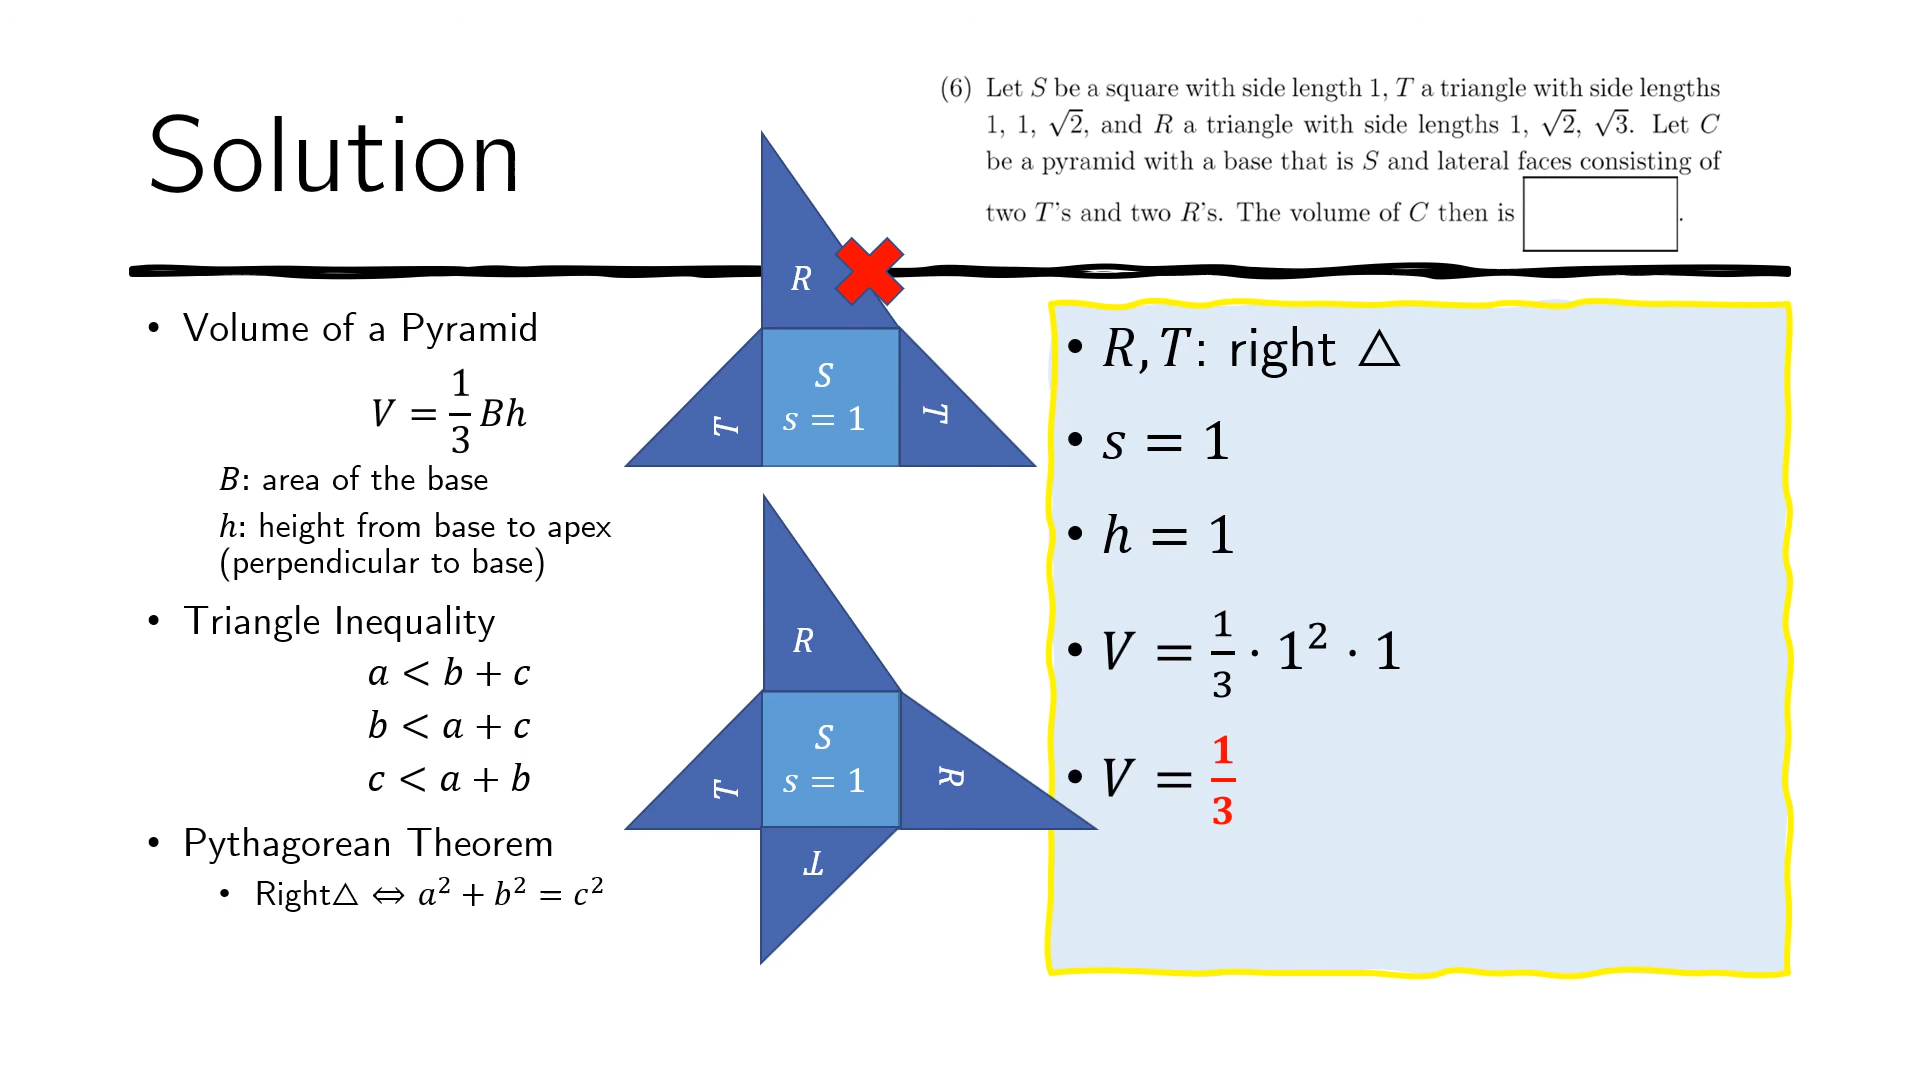 Solution
(6) Let S be a square with side length 1, T a triangle with side lengths
1, 1, √2, and R a triangle with side lengths 1, √2, √3. Let C
be a pyramid with a base that is S and lateral faces consisting of
two T's and two R's. The volume of C then is .
• Volume of a Pyramid
V = 1/3 Bh
B: area of the base
h: height from base to apex
(perpendicular to base)
• Triangle Inequality
a < b + c
b < a + c
c < a + b
• Pythagorean Theorem
• Right△ ⇔ a² + b² = c²
R
T
S
s = 1
T
R
T
S
s = 1
R
T
• R, T: right △
• s = 1
• h = 1
• V = 1/3 · 1² · 1
• V = 1/3